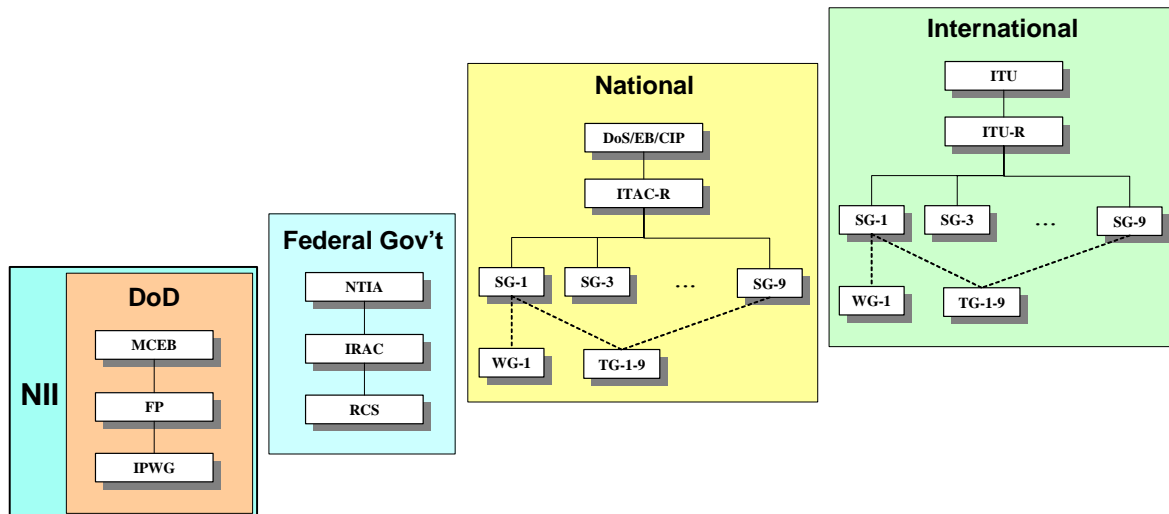 NII
DoD
MCEB
FP
IPWG
Federal Gov't
NTIA
IRAC
RCS
National
DoS/EB/CIP
ITAC-R
SG-1
SG-3
...
SG-9
WG-1
TG-1-9
International
ITU
ITU-R
SG-1
SG-3
...
SG-9
WG-1
TG-1-9